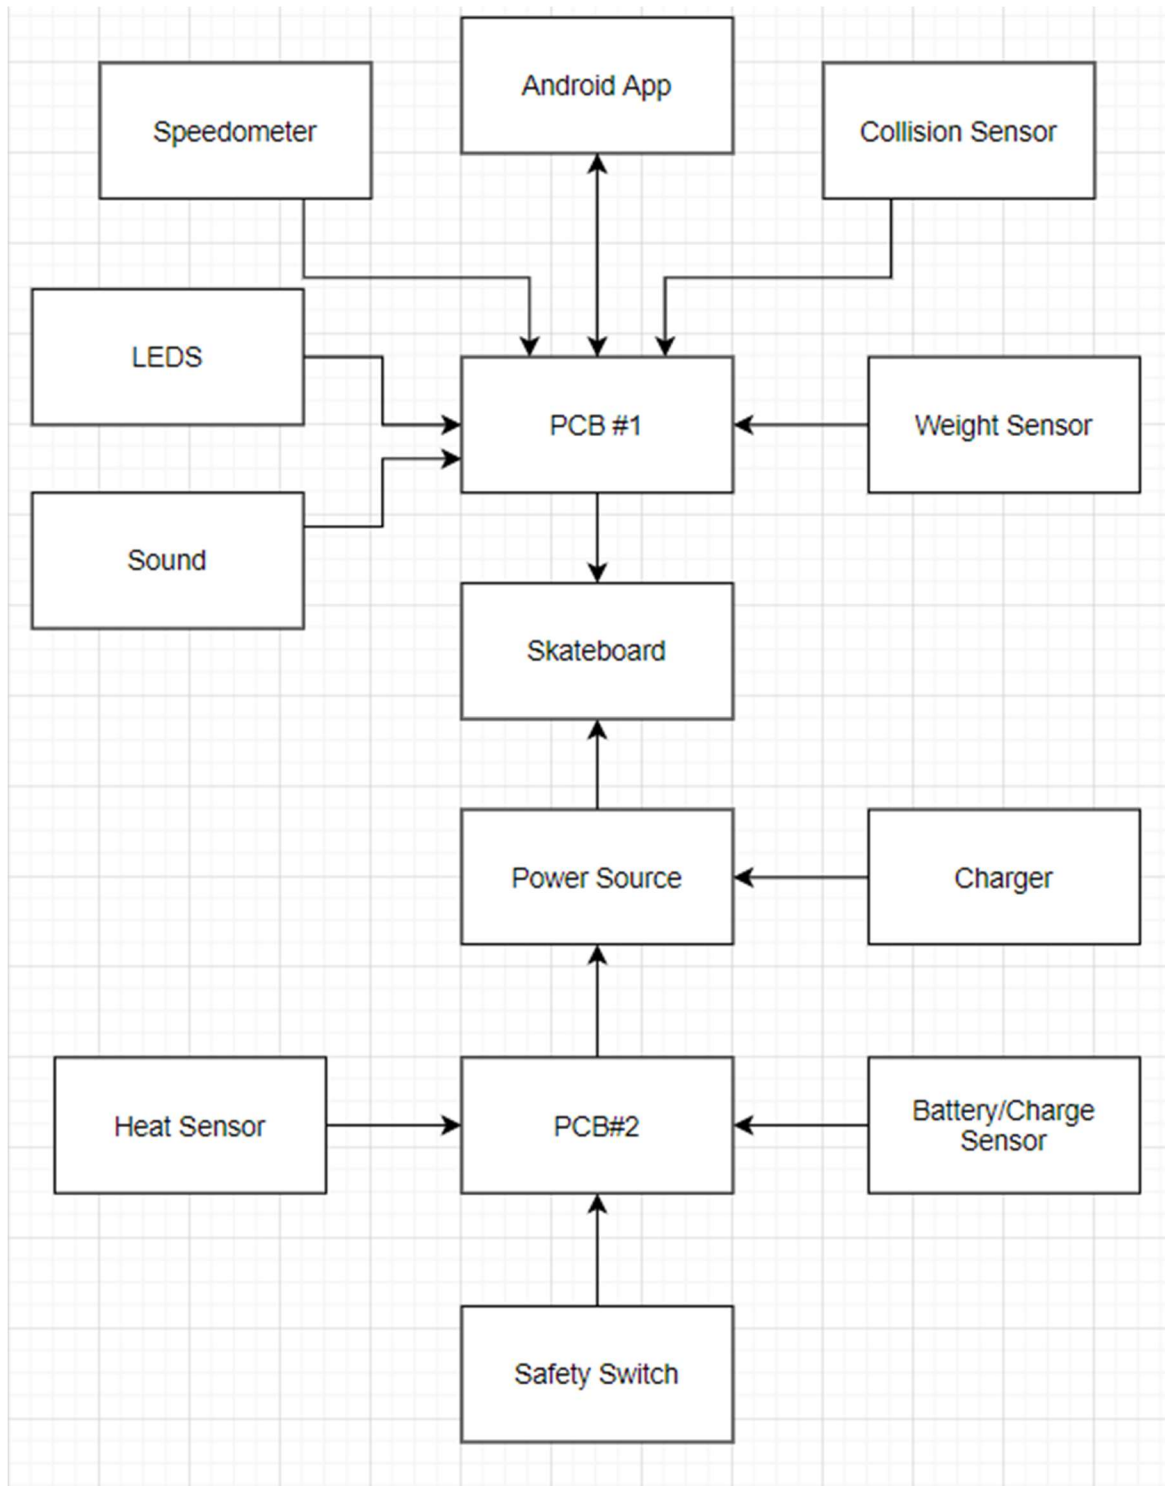 Android App
Speedometer
Collision Sensor
LEDS
PCB #1
Weight Sensor
Sound
Skateboard
Power Source
Charger
Heat Sensor
PCB#2
Battery/Charge
Sensor
Safety Switch